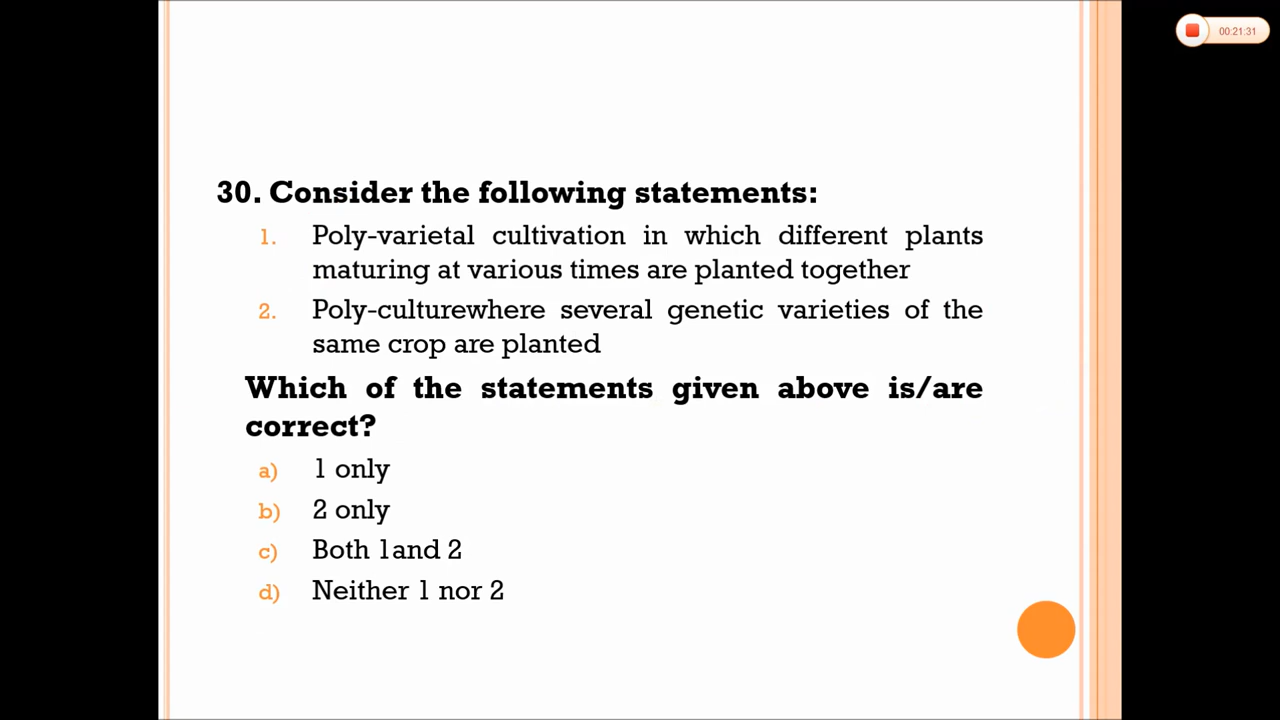 00:21:31
30. Consider the following statements:
1. Poly-varietal cultivation in which different plants
maturing at various times are planted together
2. Poly-culturewhere several genetic varieties of the
same crop are planted
Which of the statements given above is/are
correct?
a) 1 only
b) 2 only
c) Both 1and 2
d) Neither 1 nor 2